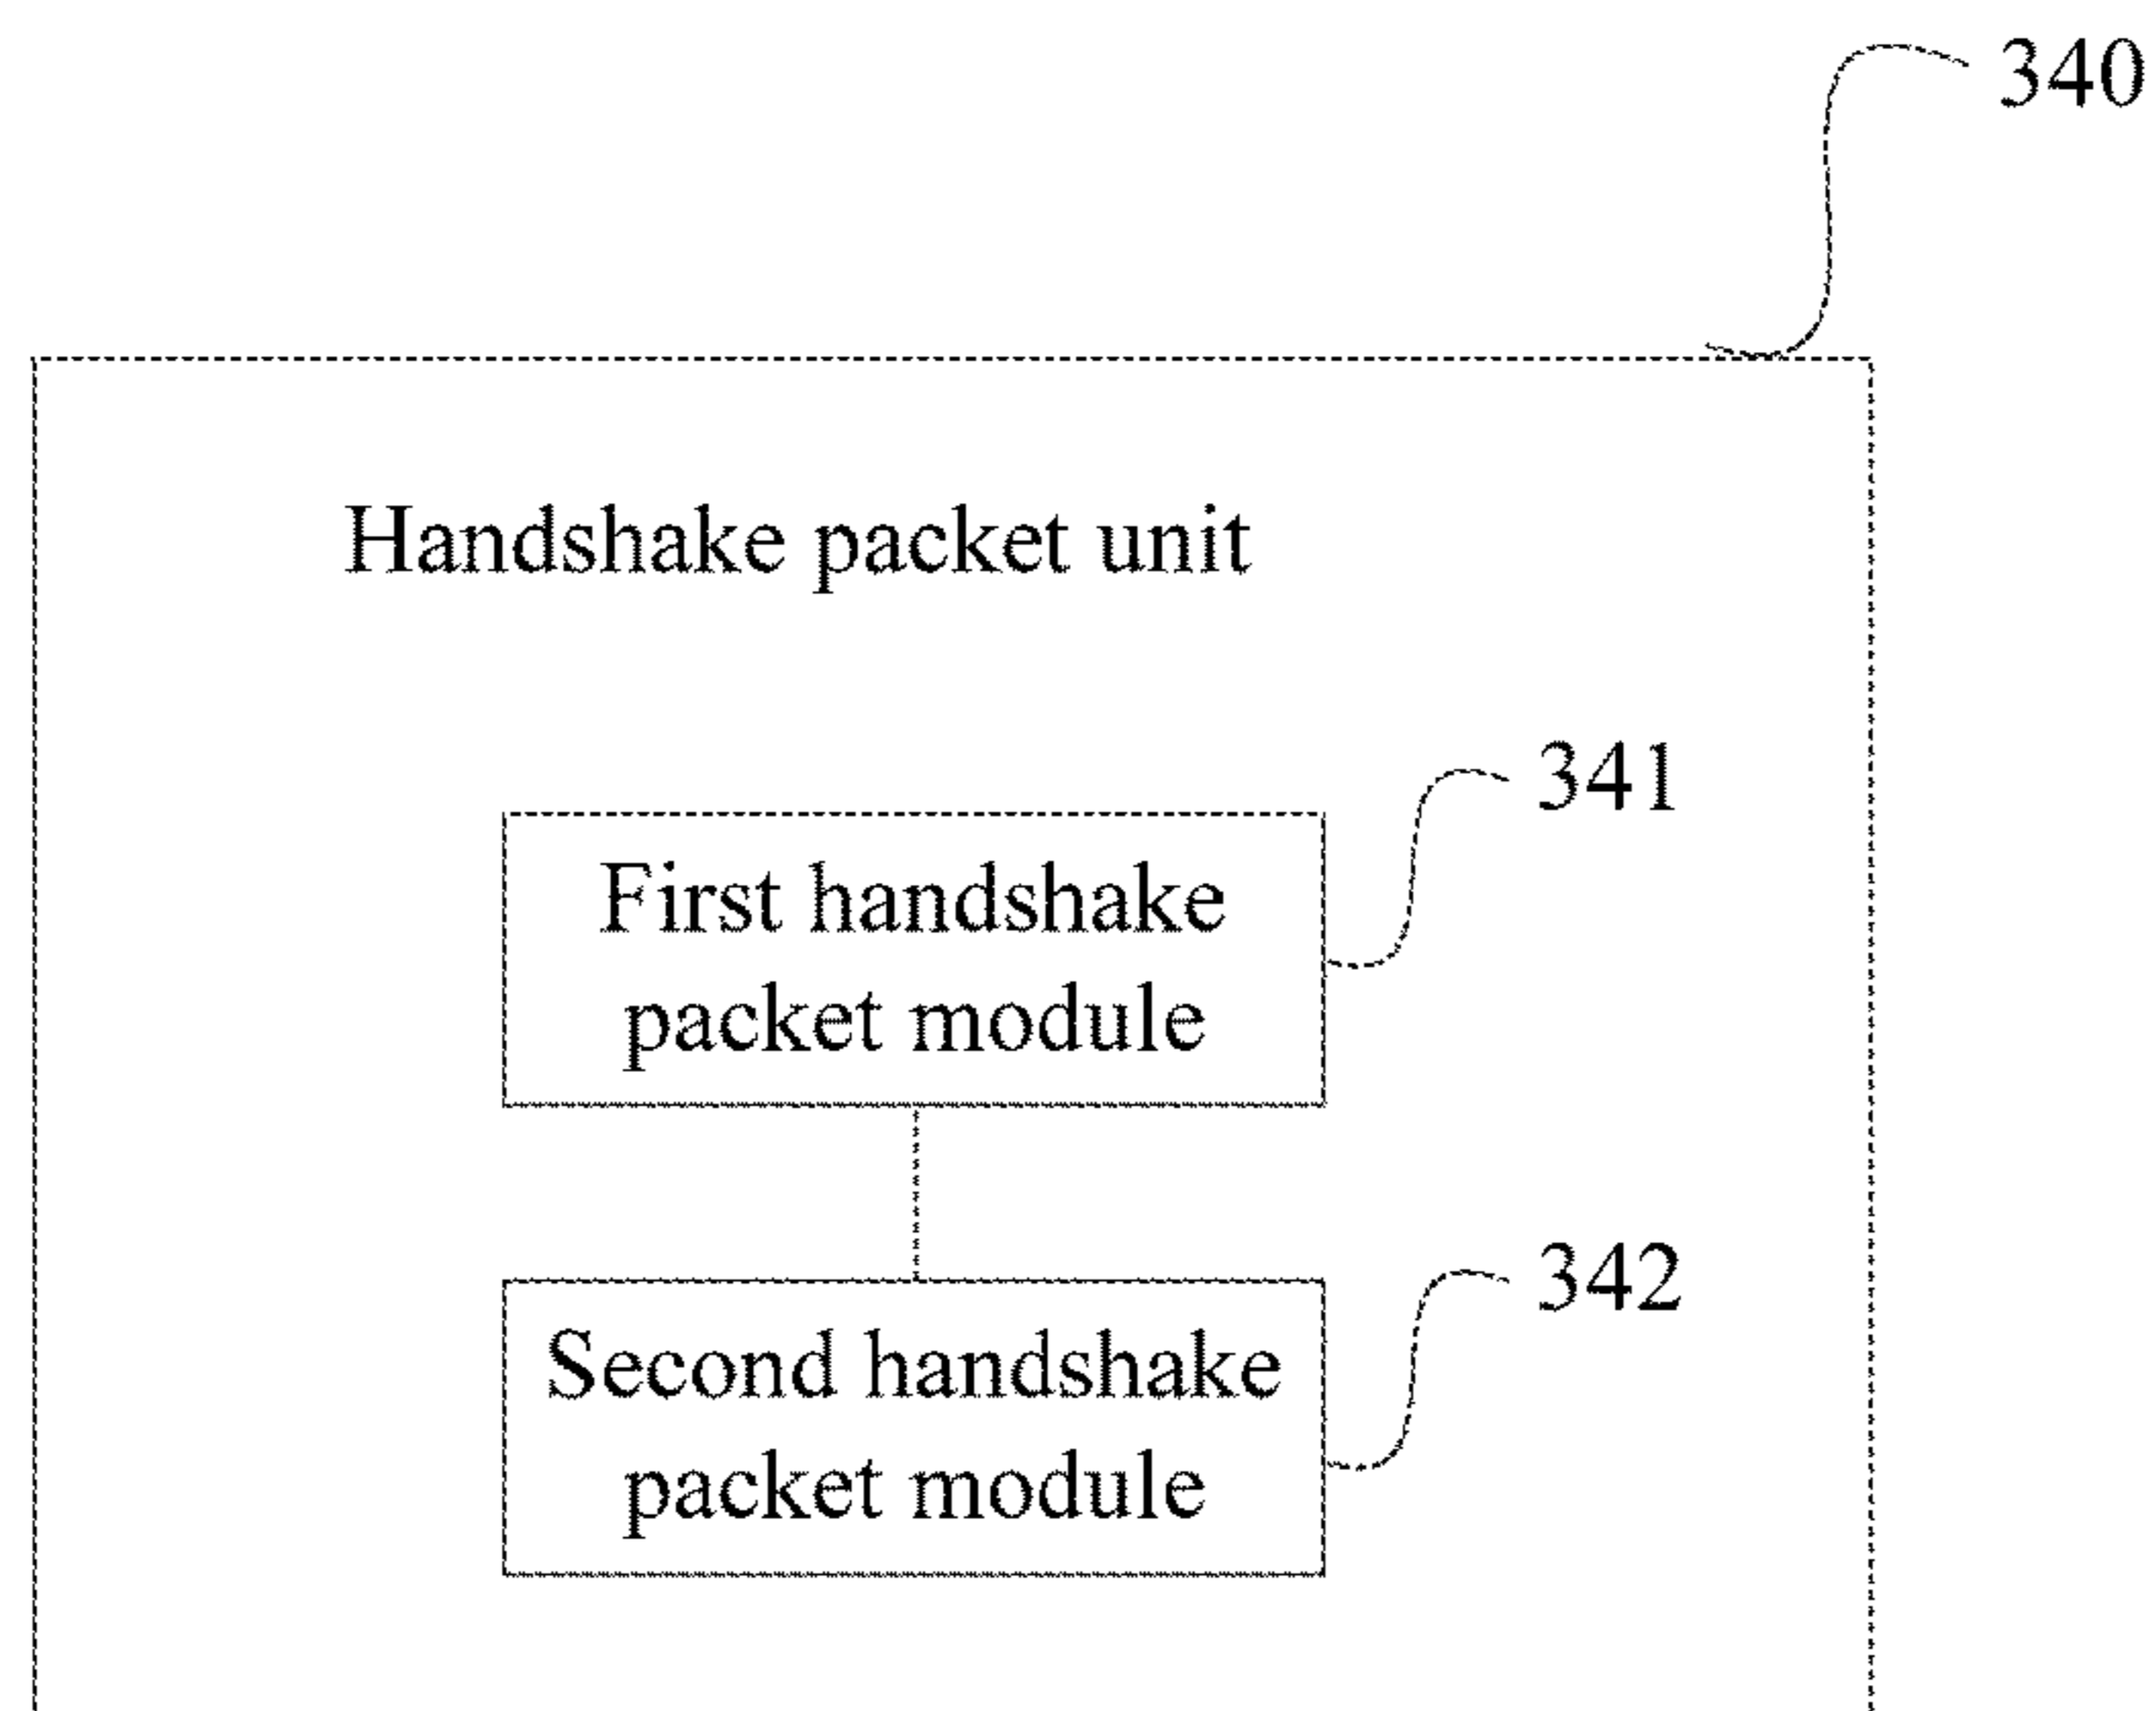 340
Handshake packet unit
341
First handshake
packet module
342
Second handshake
packet module